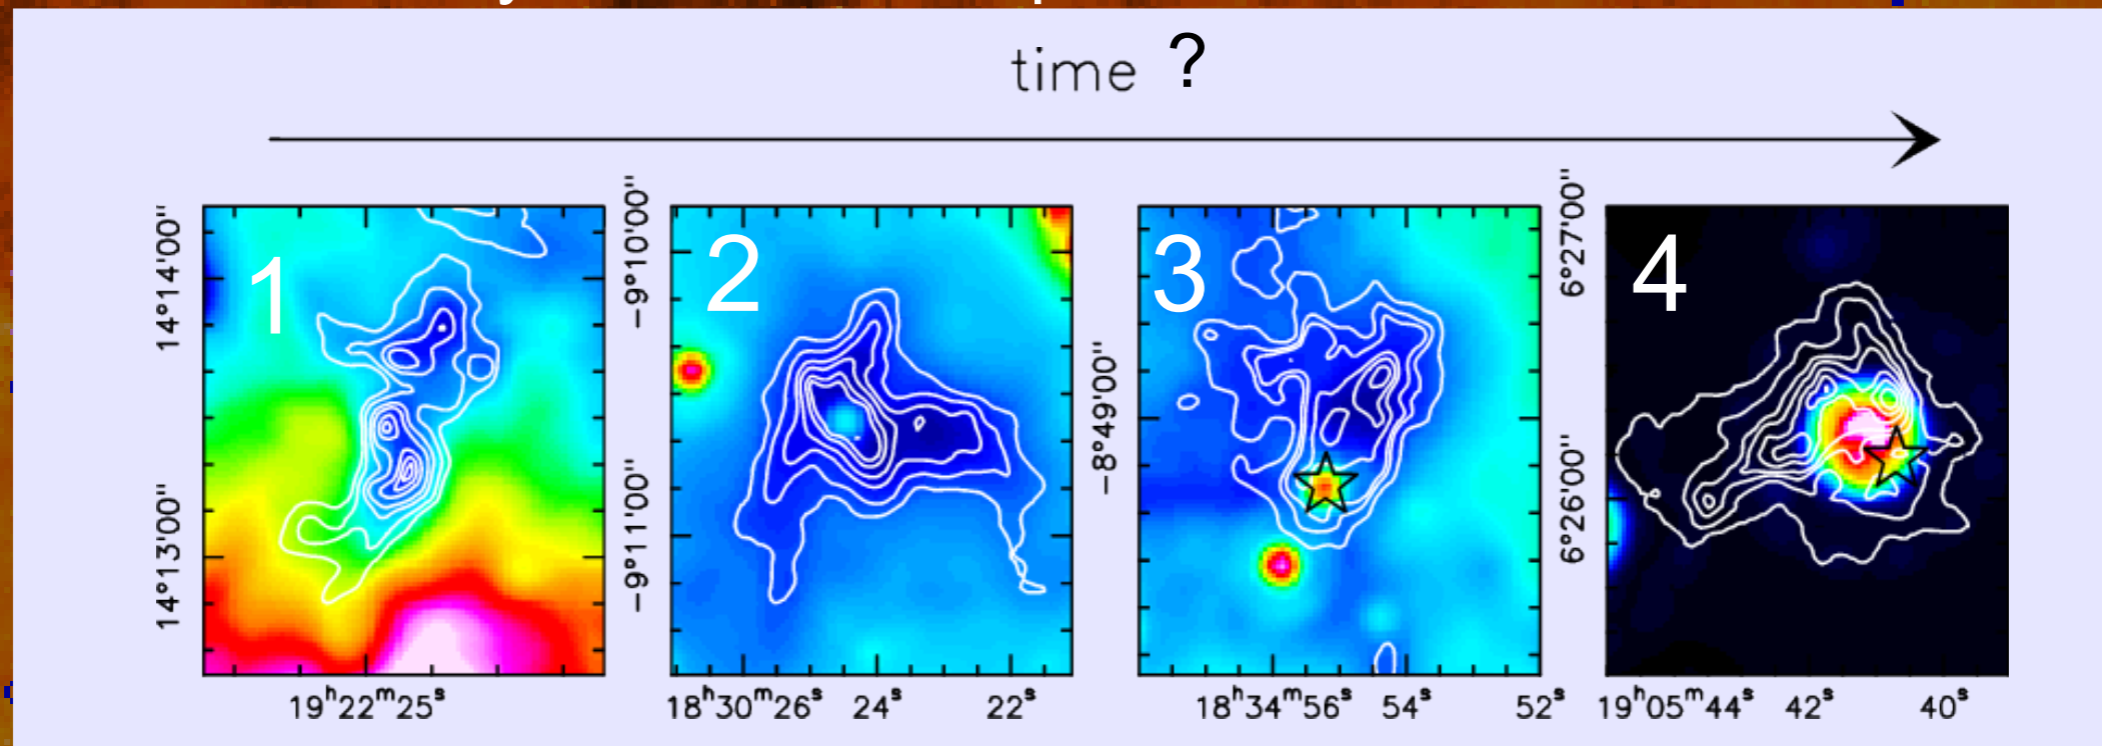 time ?
1
2
3
4
14°14'00"
14°13'00"
19ʰ22ᵐ25ˢ
−9°10'00"
−9°11'00"
18ʰ30ᵐ26ˢ 24ˢ 22ˢ
−8°49'00"
18ʰ34ᵐ56ˢ 54ˢ 52ˢ
6°27'00"
6°26'00"
19ʰ05ᵐ44ˢ 42ˢ 40ˢ